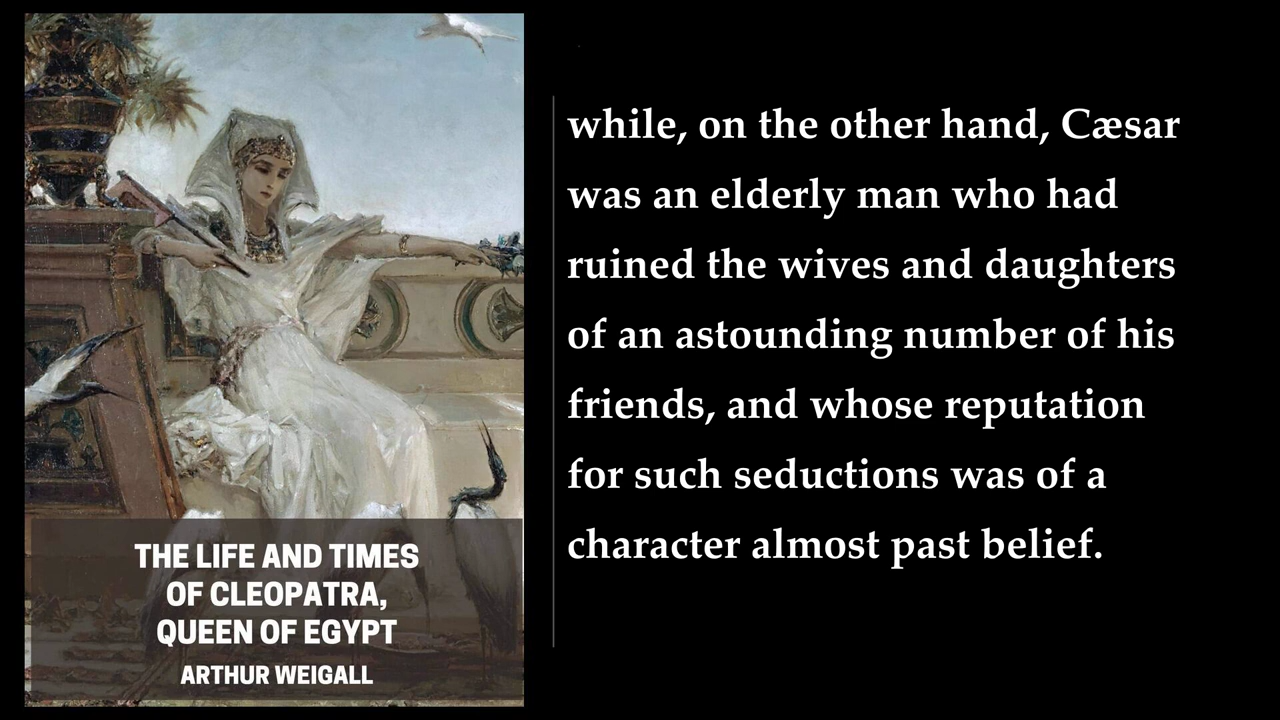 while, on the other hand, Cæsar
was an elderly man who had
ruined the wives and daughters
of an astounding number of his
friends, and whose reputation
for such seductions was of a
character almost past belief.
THE LIFE AND TIMES
OF CLEOPATRA,
QUEEN OF EGYPT
ARTHUR WEIGALL